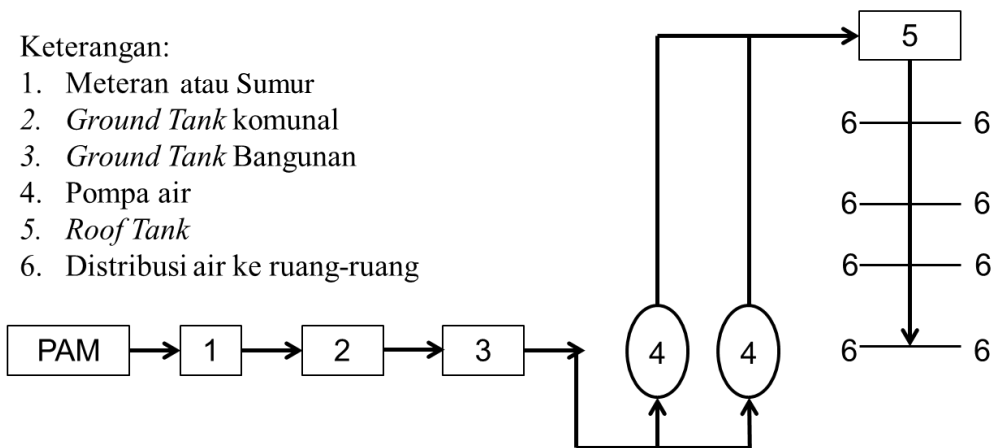 Keterangan:
1. Meteran atau Sumur
2. Ground Tank komunal
3. Ground Tank Bangunan
4. Pompa air
5. Roof Tank
6. Distribusi air ke ruang-ruang
5
6 6
6 6
6 6
6 6
PAM 1 2 3 4 4